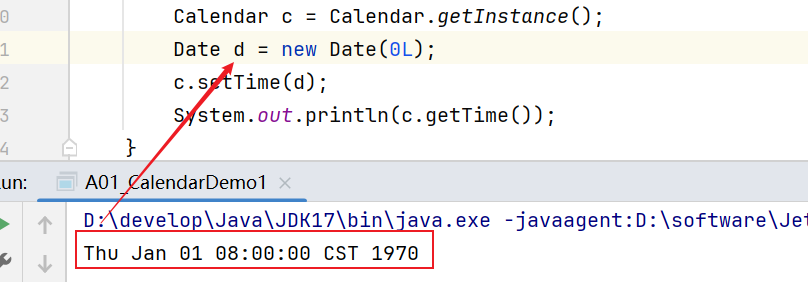 0 Calendar c = Calendar.getInstance();
1 Date d = new Date(0L);
2 c.setTime(d);
3 System.out.println(c.getTime());
4 }
un: A01_CalendarDemo1 ×
D:\develop\Java\JDK17\bin\java.exe -javaagent:D:\software\Jet
Thu Jan 01 08:00:00 CST 1970